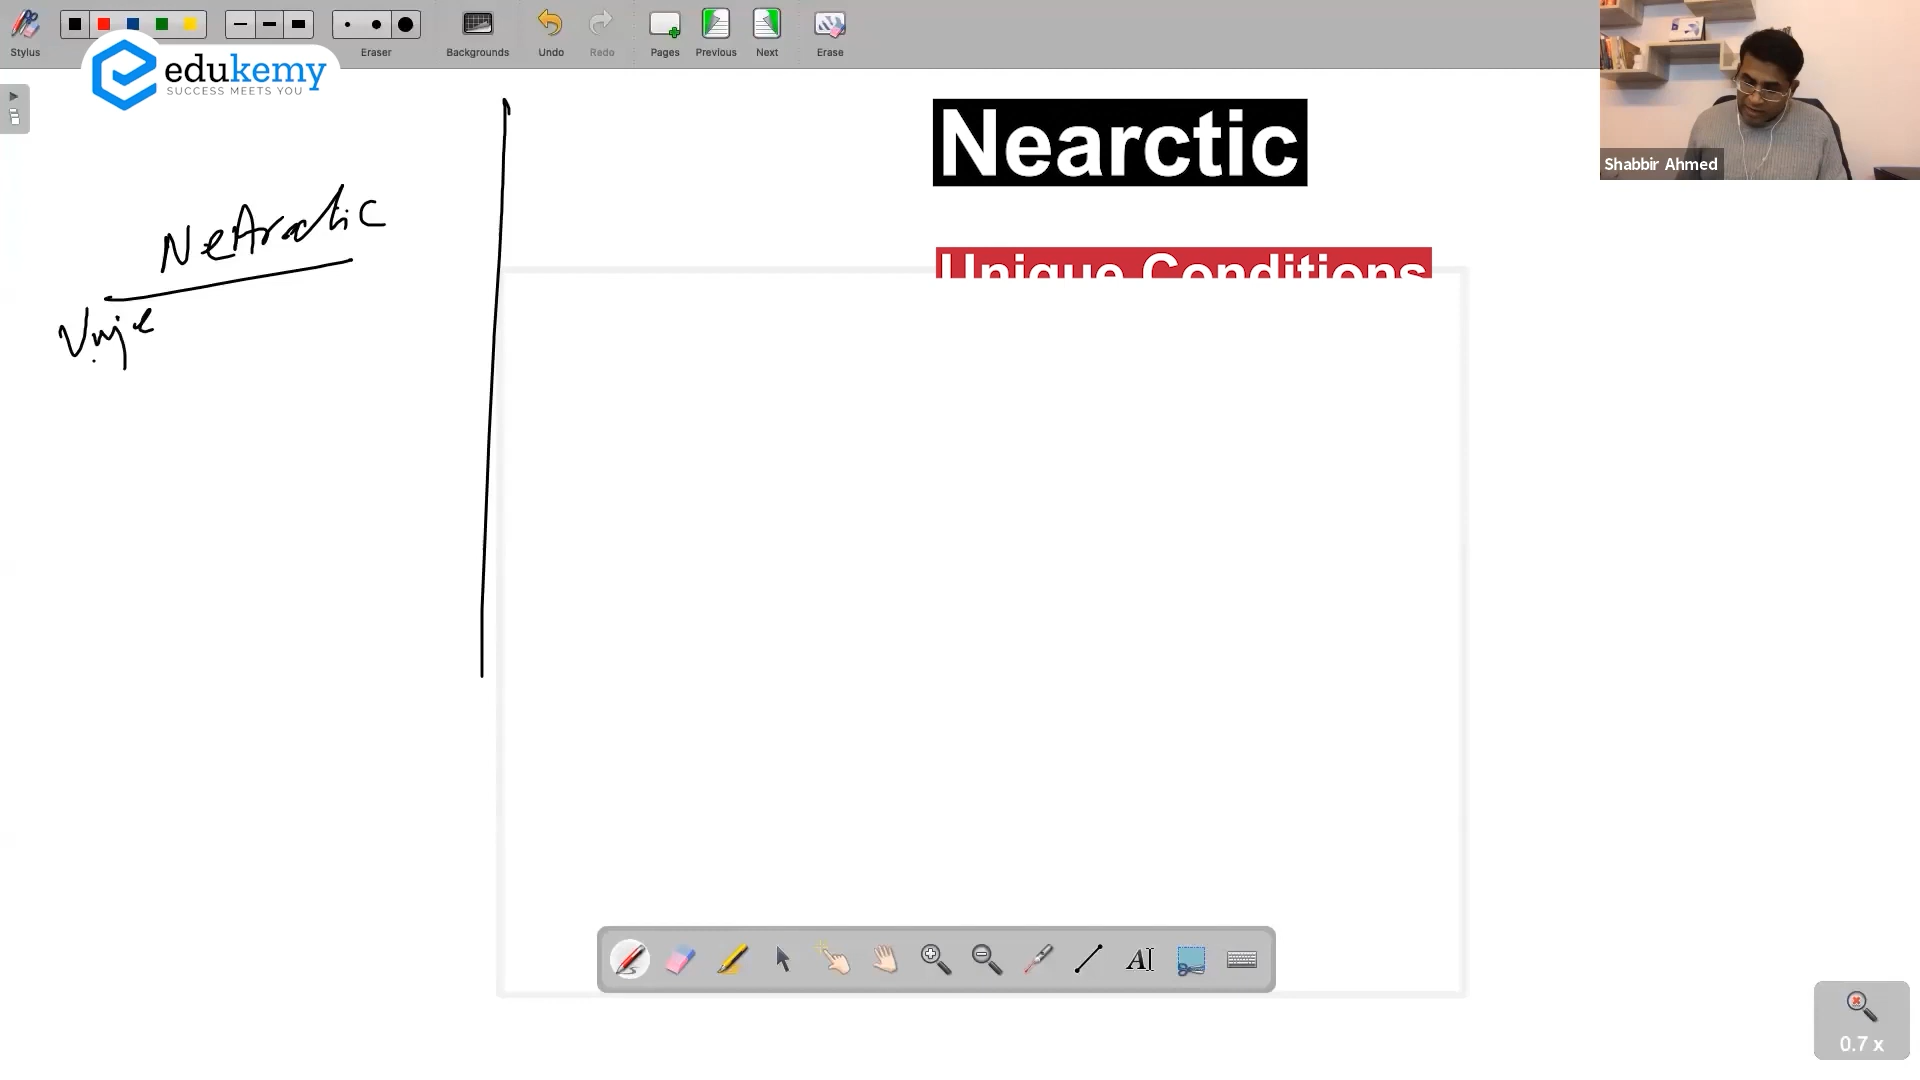 Stylus
Eraser
Backgrounds
Undo
Redo
Pages
Previous
Next
Erase
edukemy
SUCCESS MEETS YOU
Nearctic
Shabbir Ahmed
NeArctic
Unique Conditions
0.7 x